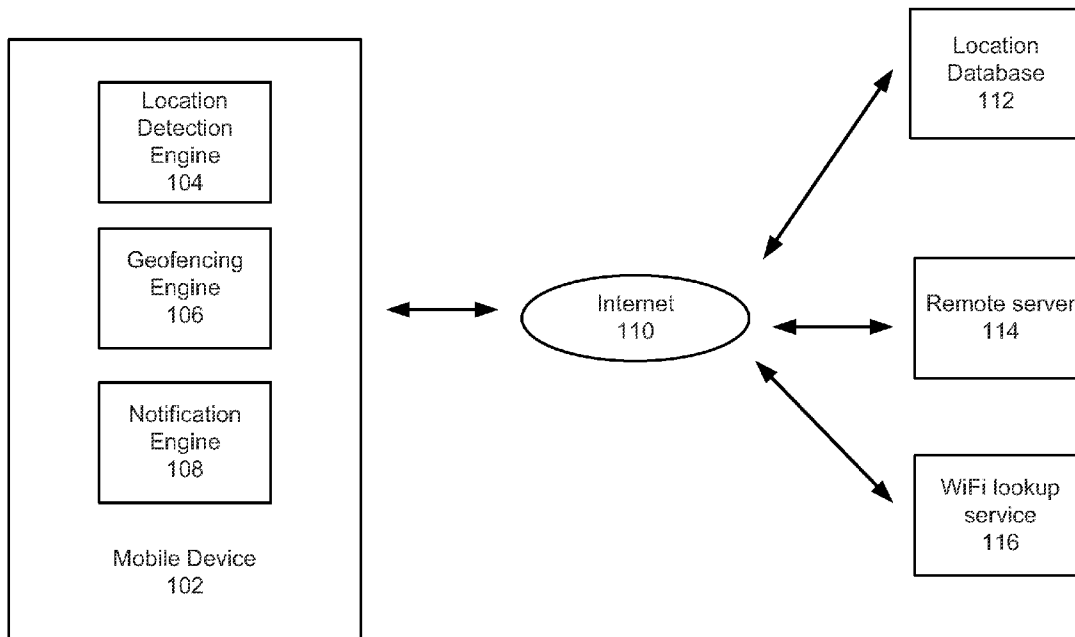 Location
Detection
Engine
104
Geofencing
Engine
106
Notification
Engine
108
Mobile Device
102
Internet
110
Location
Database
112
Remote server
114
WiFi lookup
service
116